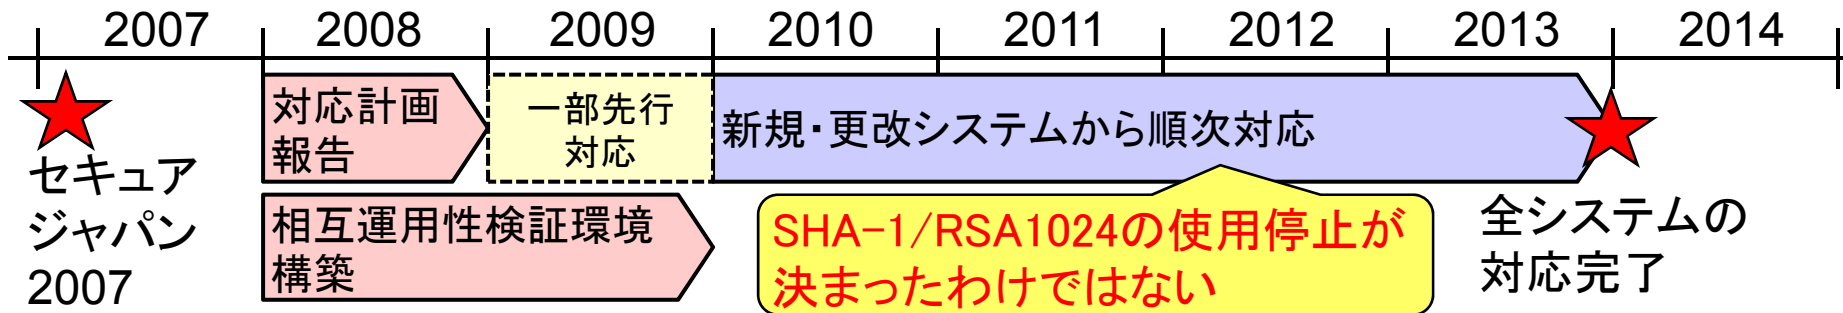 2007 2008 2009 2010 2011 2012 2013 2014
セキュア
ジャパン
2007
対応計画
報告
一部先行
対応
新規・更改システムから順次対応
相互運用性検証環境
構築
SHA-1/RSA1024の使用停止が
決まったわけではない
全システムの
対応完了